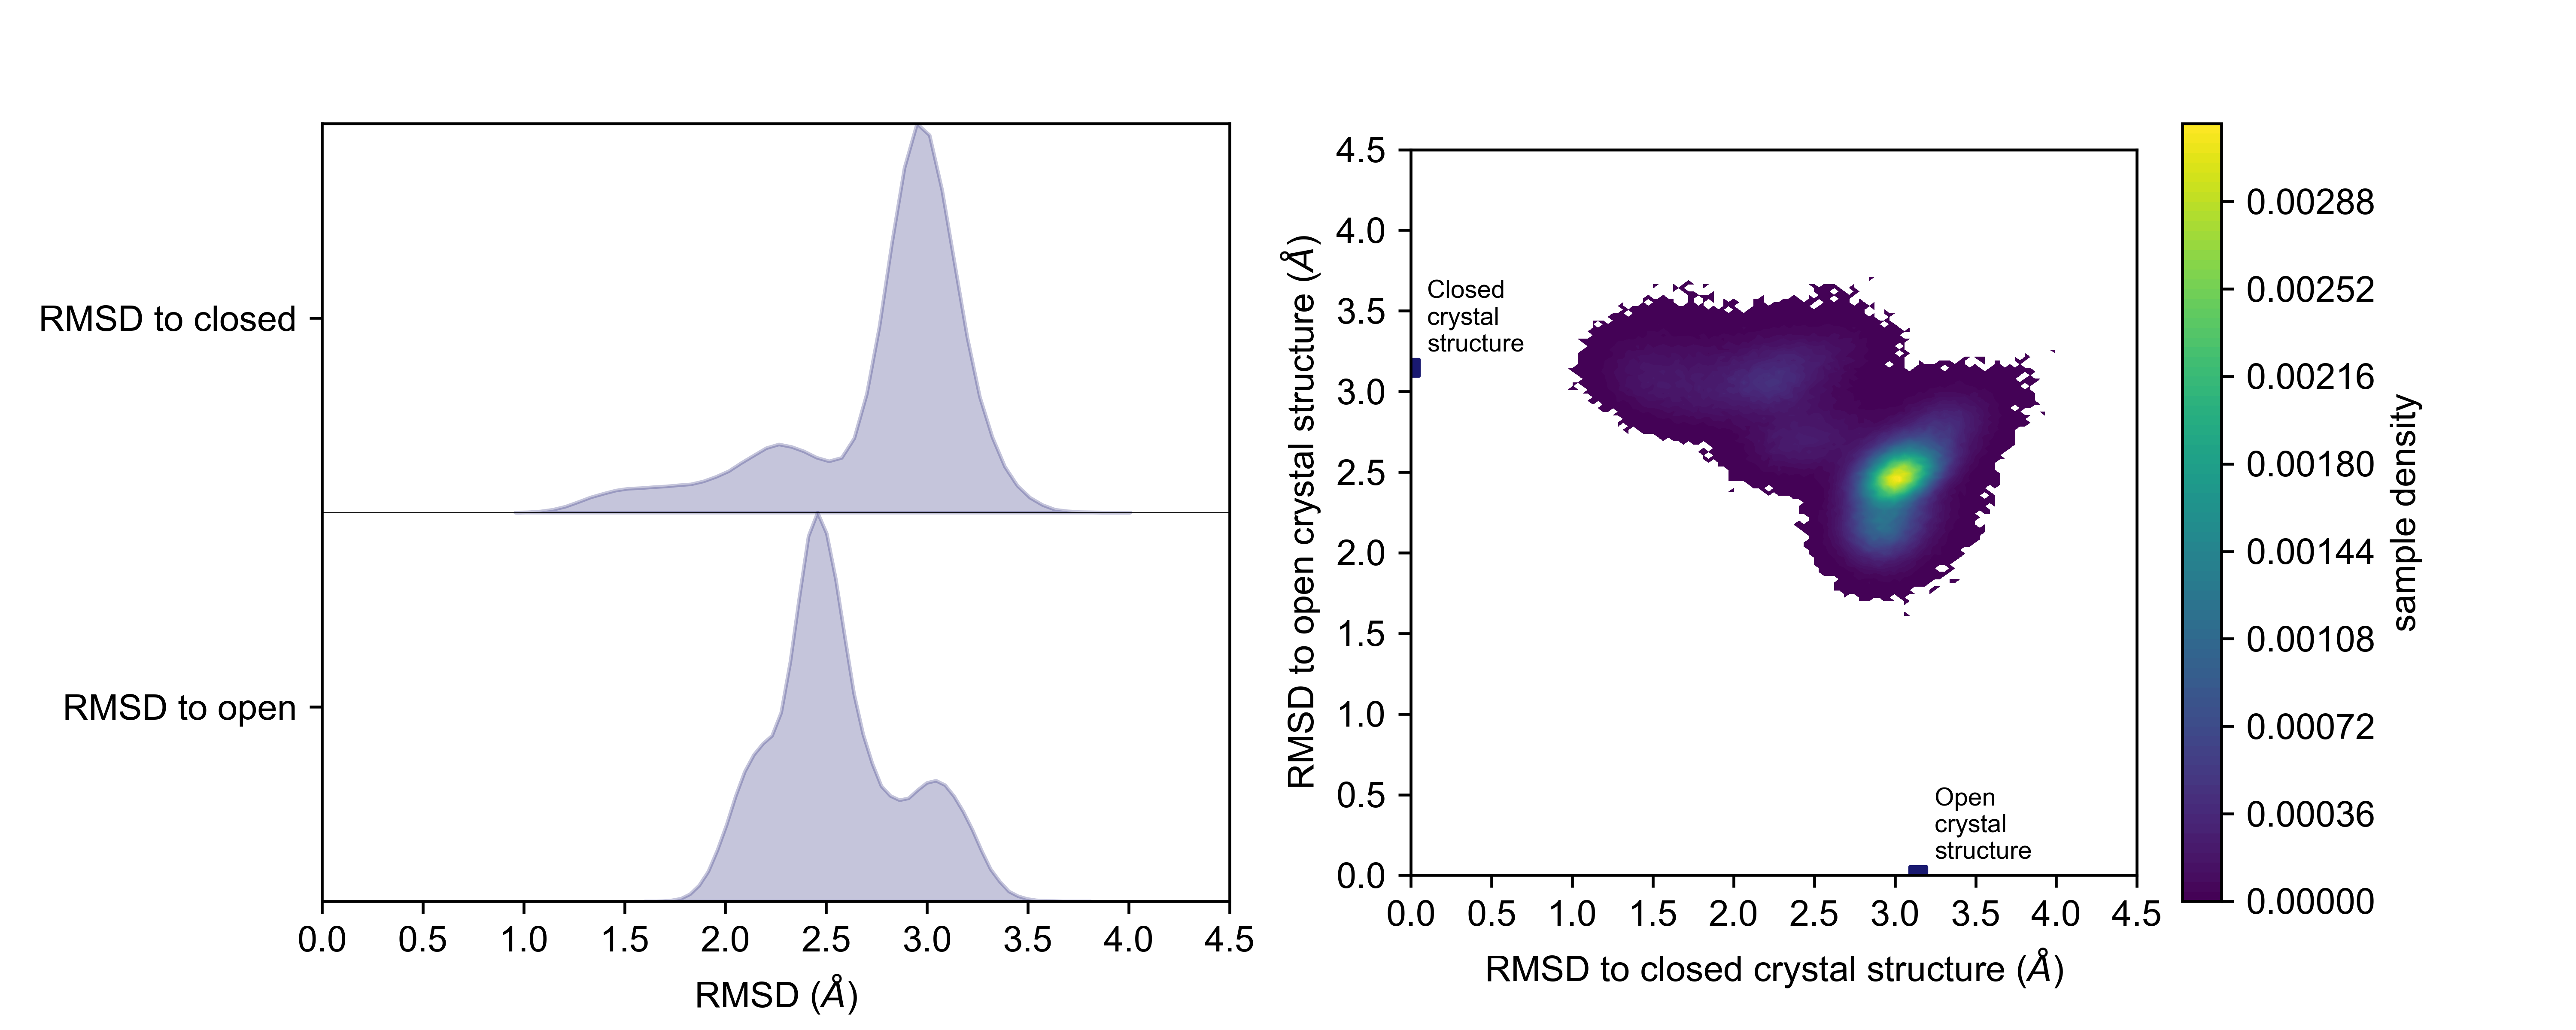 RMSD to closed
RMSD to open
0.0 0.5 1.0 1.5 2.0 2.5 3.0 3.5 4.0 4.5
RMSD (Å)
4.5
4.0
3.5
3.0
2.5
2.0
1.5
1.0
0.5
0.0
RMSD to open crystal structure (Å)
Closed
crystal
structure
Open
crystal
structure
0.0 0.5 1.0 1.5 2.0 2.5 3.0 3.5 4.0 4.5
RMSD to closed crystal structure (Å)
0.00288
0.00252
0.00216
0.00180
0.00144
0.00108
0.00072
0.00036
0.00000
sample density